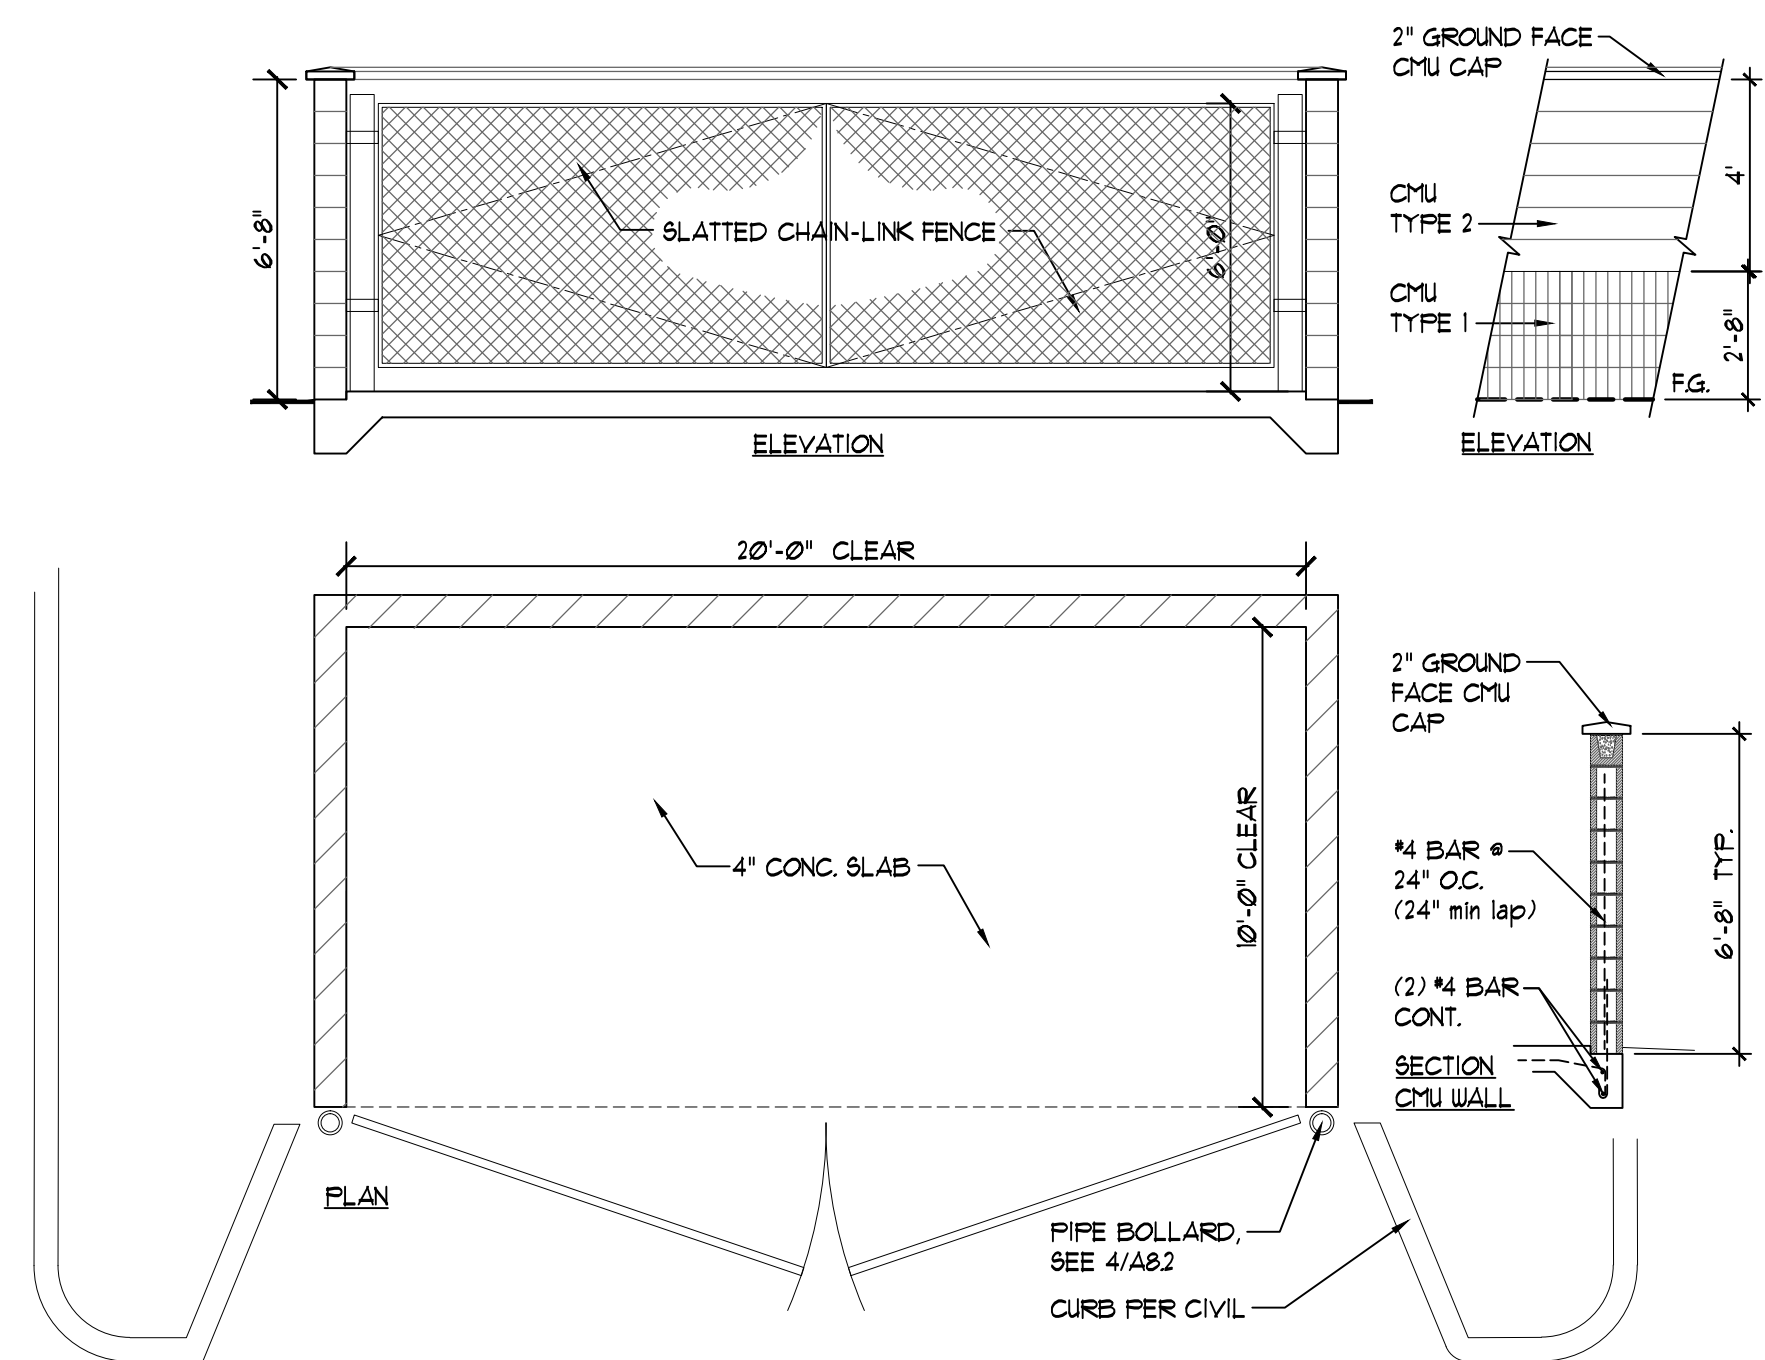 2" GROUND FACE
CMU CAP
6'-8"
SLATTED CHAIN-LINK FENCE
6'-0"
CMU
TYPE 2
4'
CMU
TYPE 1
2'-8"
F.G.
ELEVATION
ELEVATION
20'-0" CLEAR
10'-0" CLEAR
4" CONC. SLAB
2" GROUND
FACE CMU
CAP
#4 BAR @
24" O.C.
(24" min lap)
6'-8" TYP.
(2) #4 BAR
CONT.
SECTION
CMU WALL
PLAN
PIPE BOLLARD,
SEE 4/A8.2
CURB PER CIVIL